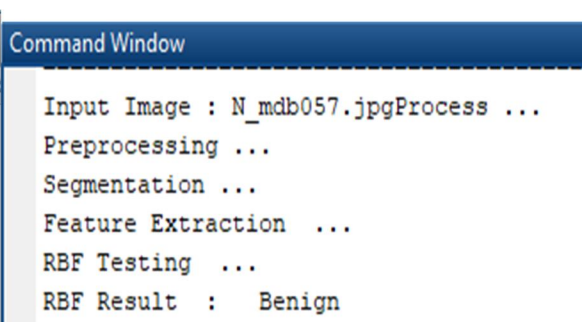 Command Window
Input Image : N_mdb057.jpgProcess ...
Preprocessing ...
Segmentation ...
Feature Extraction  ...
RBF Testing  ...
RBF Result  :   Benign